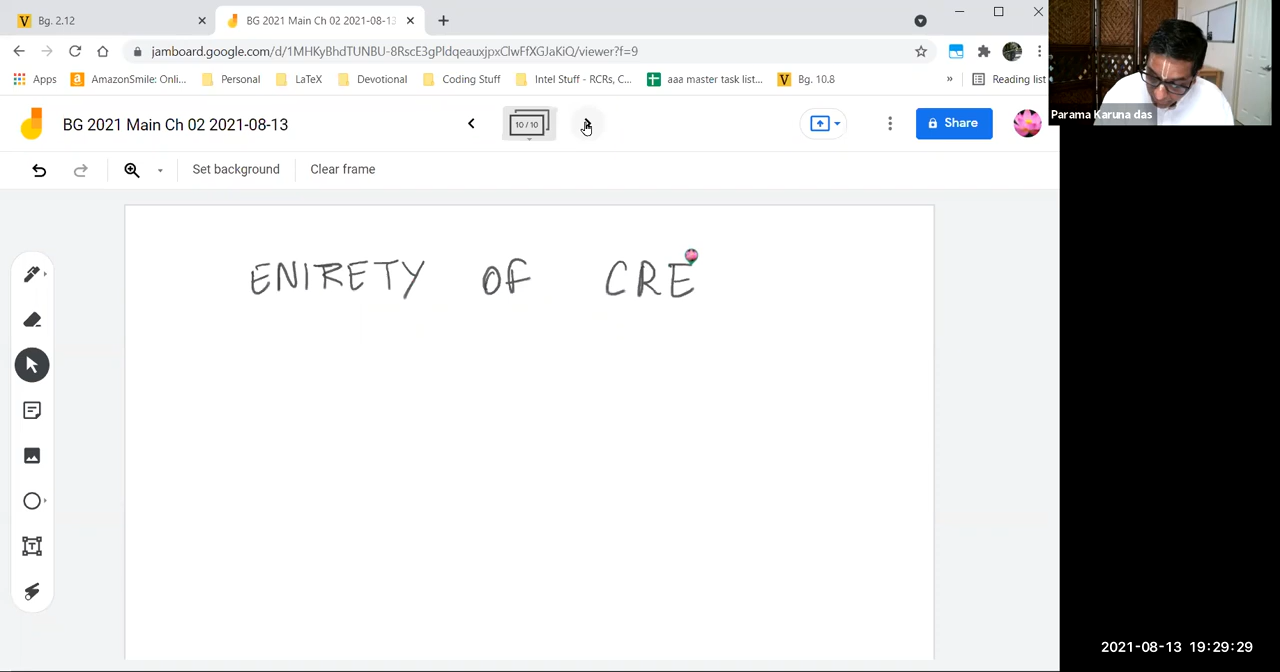 Bg. 2.12
BG 2021 Main Ch 02 2021-08-13
jamboard.google.com/d/1MHKyBhdTUNBU-8RscE3gPldqeauxjpxClwFfXGJaKiQ/viewer?f=9
Apps
AmazonSmile: Onli...
Personal
LaTeX
Devotional
Coding Stuff
Intel Stuff - RCRs, C...
aaa master task list...
Bg. 10.8
»
Reading list
Parama Karuna das
BG 2021 Main Ch 02 2021-08-13
10 / 10
Share
Set background
Clear frame
ENIRETY OF CRE
2021-08-13 19:29:29